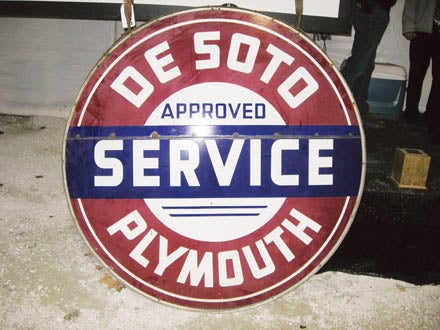 DE SOTO
APPROVED
SERVICE
PLYMOUTH